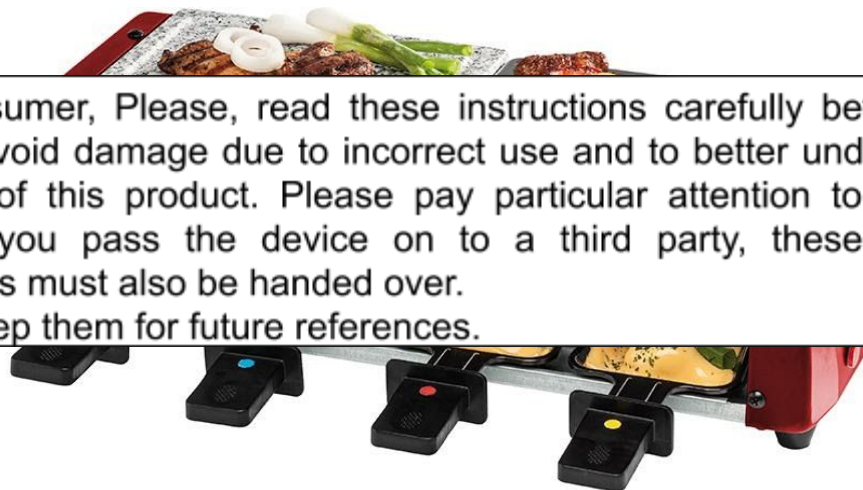 sumer, Please, read these instructions carefully be
void damage due to incorrect use and to better und
of this product. Please pay particular attention to
you pass the device on to a third party, these
s must also be handed over.
ep them for future references.